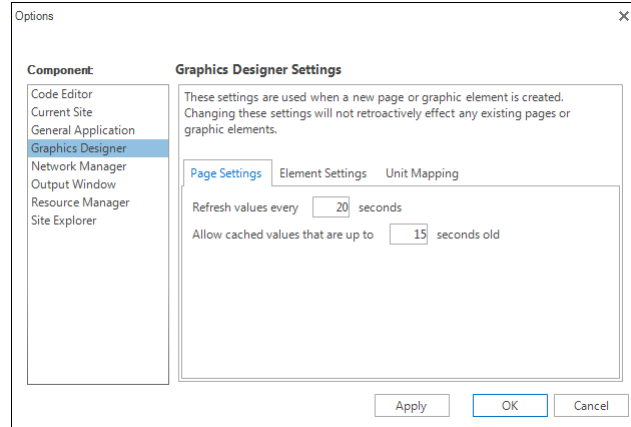 Options
Component:
Code Editor
Current Site
General Application
Graphics Designer
Network Manager
Output Window
Resource Manager
Site Explorer
Graphics Designer Settings
These settings are used when a new page or graphic element is created.
Changing these settings will not retroactively effect any existing pages or
graphic elements.
Page Settings Element Settings Unit Mapping
Refresh values every 20 seconds
Allow cached values that are up to 15 seconds old
Apply OK Cancel